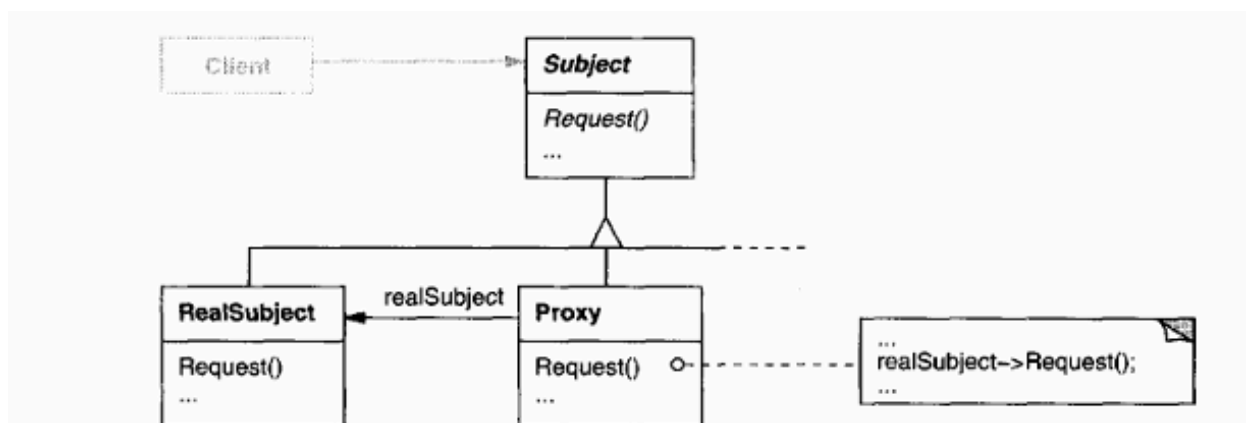 Client
Subject
Request()
...
RealSubject
Request()
...
realSubject
Proxy
Request()
...
...
realSubject->Request();
...